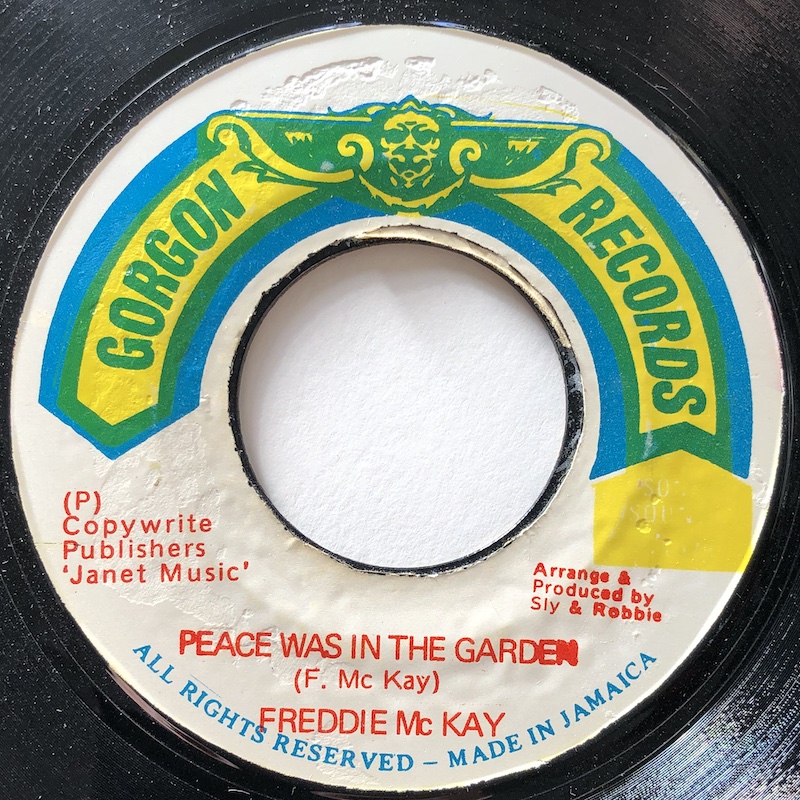 GORGON RECORDS
(P)
Copywrite
Publishers
'Janet Music'
Arrange &
Produced by
Sly & Robbie
PEACE WAS IN THE GARDEN
(F. Mc Kay)
FREDDIE Mc KAY
ALL RIGHTS RESERVED – MADE IN JAMAICA